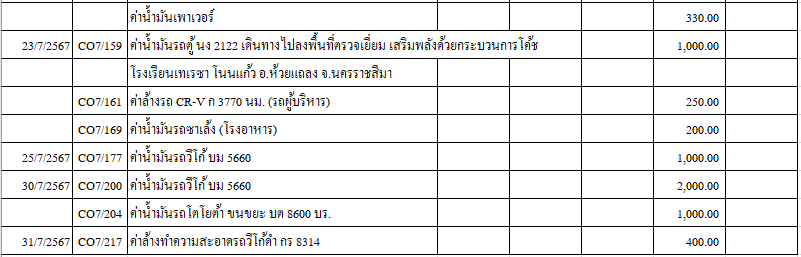 ค่าน้ำมันเพาเวอร์ 330.00
23/7/2567 CO7/159 ค่าน้ำมันรถตู้ นง 2122 เดินทางไปลงพื้นที่ตรวจเยี่ยม เสริมพลังด้วยกระบวนการโค้ช 1,000.00
โรงเรียนเทเรซา โนนแก้ว อ.ห้วยแถลง จ.นครราชสีมา
CO7/161 ค่าล้างรถ CR-V ก 3770 นม. (รถผู้บริหาร) 250.00
CO7/169 ค่าน้ำมันรถซาเล้ง (โรงอาหาร) 200.00
25/7/2567 CO7/177 ค่าน้ำมันรถวีโก้ บม 5660 1,000.00
30/7/2567 CO7/200 ค่าน้ำมันรถวีโก้ บม 5660 2,000.00
CO7/204 ค่าน้ำมันรถโตโยต้า ขนขยะ บต 8600 บร. 1,000.00
31/7/2567 CO7/217 ค่าล้างทำความสะอาดรถวีโก้ดำ กร 8314 400.00